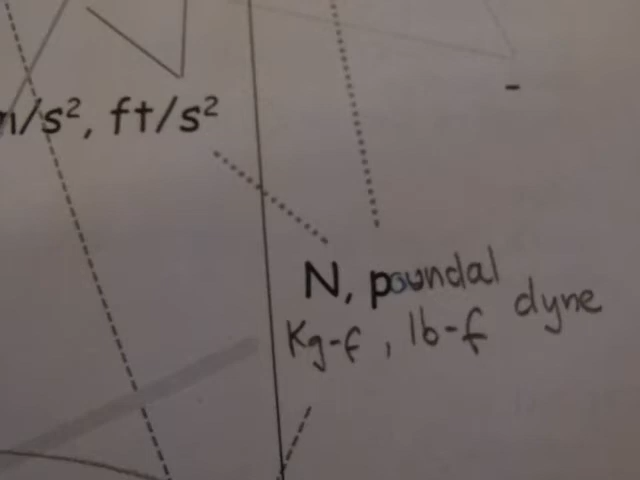 m/s², ft/s²
N, poundal
dyne
Kg-f, lb-f